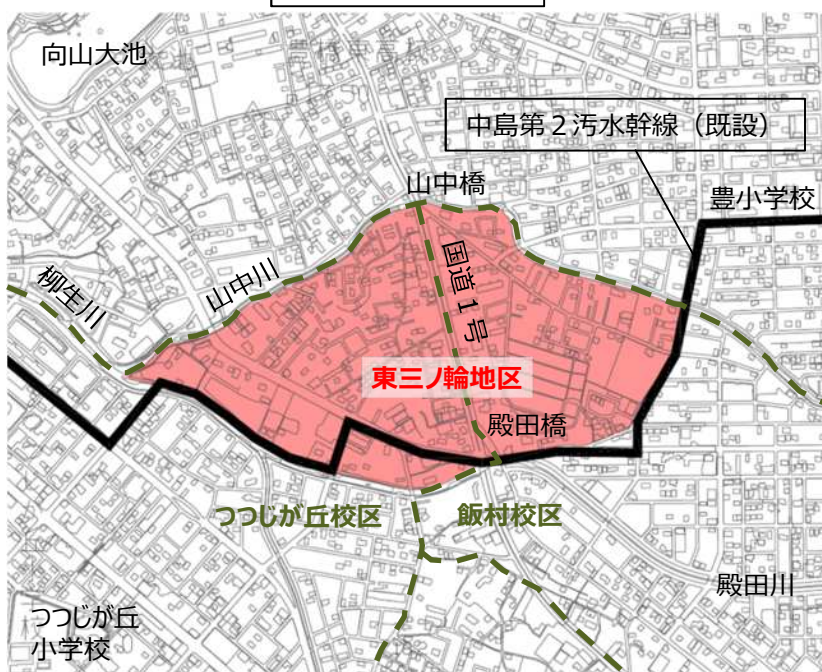 向山大池
中島第２汚水幹線（既設）
山中橋
豊小学校
国道１号
山中川
柳生川
東三ノ輪地区
殿田橋
つつじが丘校区
飯村校区
殿田川
つつじが丘
小学校